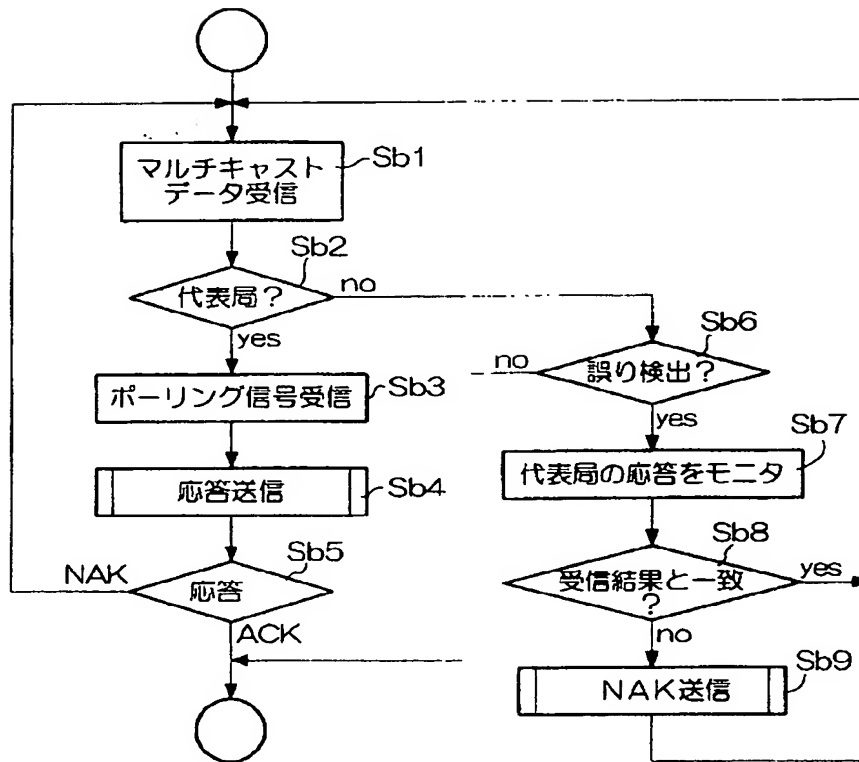 マルチキャスト
データ受信
Sb1
Sb2
代表局?
no
yes
ポーリング信号受信
Sb3
応答送信
Sb4
Sb5
応答
NAK
ACK
Sb6
誤り検出?
no
yes
Sb7
代表局の応答をモニタ
Sb8
受信結果と一致
?
yes
no
NAK送信
Sb9